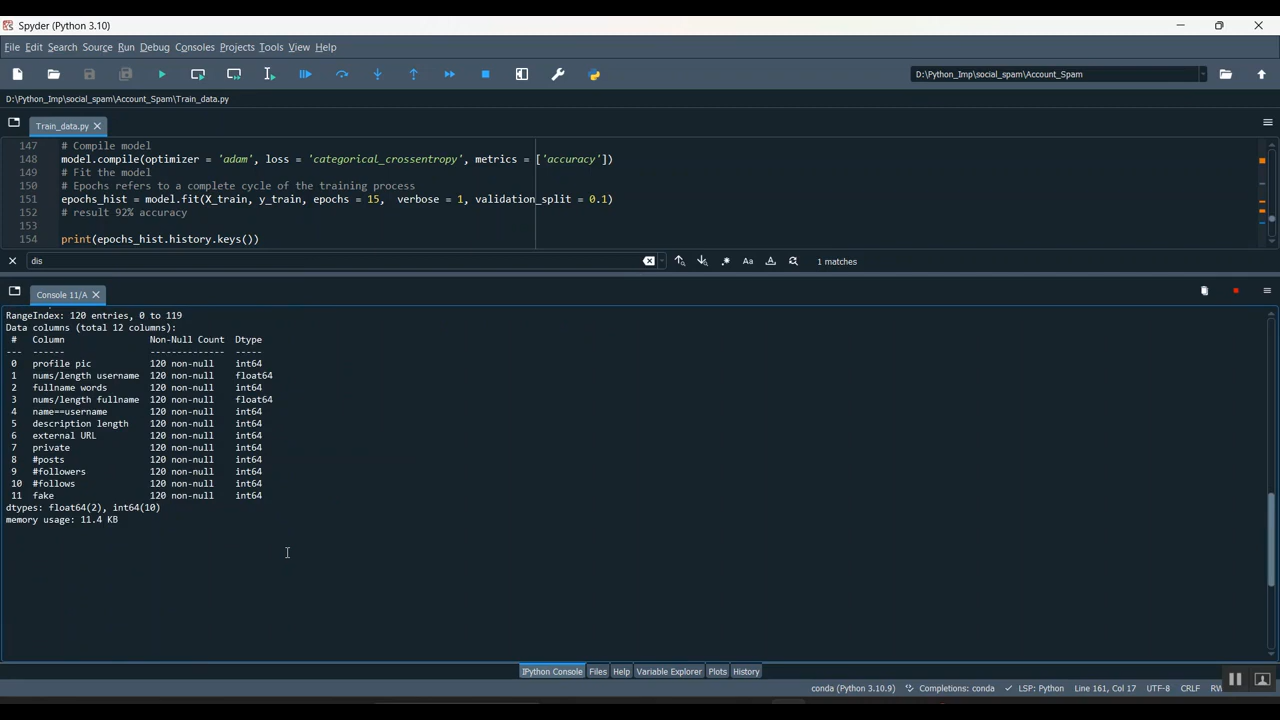 Spyder (Python 3.10)
File Edit Search Source Run Debug Consoles Projects Tools View Help
D:\Python_Imp\social_spam\Account_Spam
D:\Python_Imp\social_spam\Account_Spam\Train_data.py
Train_data.py
147 # Compile model
148 model.compile(optimizer = 'adam', loss = 'categorical_crossentropy', metrics = ['accuracy'])
149 # Fit the model
150 # Epochs refers to a complete cycle of the training process
151 epochs_hist = model.fit(X_train, y_train, epochs = 15,  verbose = 1, validation_split = 0.1)
152 # result 92% accuracy
153
154 print(epochs_hist.history.keys())
dis Aa 1 matches
Console 11/A
RangeIndex: 120 entries, 0 to 119
Data columns (total 12 columns):
# Column Non-Null Count Dtype
--- ------ -------------- -----
0 profile pic 120 non-null int64
1 nums/length username 120 non-null float64
2 fullname words 120 non-null int64
3 nums/length fullname 120 non-null float64
4 name==username 120 non-null int64
5 description length 120 non-null int64
6 external URL 120 non-null int64
7 private 120 non-null int64
8 #posts 120 non-null int64
9 #followers 120 non-null int64
10 #follows 120 non-null int64
11 fake 120 non-null int64
dtypes: float64(2), int64(10)
memory usage: 11.4 KB
IPython Console Files Help Variable Explorer Plots History
conda (Python 3.10.9) Completions: conda LSP: Python Line 161, Col 17 UTF-8 CRLF RW